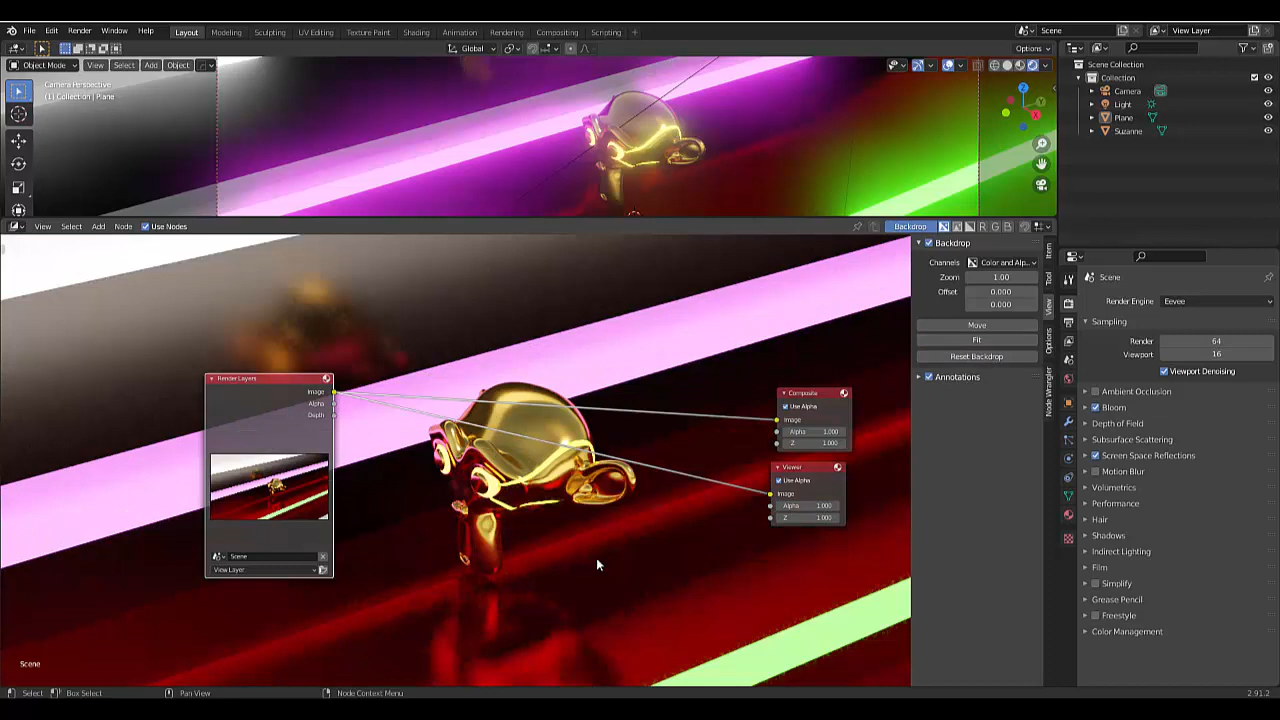 File Edit Render Window Help Layout Modeling Sculpting UV Editing Texture Paint Shading Animation Rendering Compositing Scripting + Scene View Layer
Global Options
Object Mode View Select Add Object
Camera Perspective
(1) Collection | Plane
Z
Y
X
Scene Collection
Collection
Camera
Light
Plane
Suzanne
View Select Add Node Use Nodes Backdrop R G B
Backdrop
Channels Color and Alp...
Zoom 1.00
Offset 0.000
0.000
Move
Fit
Reset Backdrop
Annotations
Item
Tool
View
Options
Node Wrangler
Render Layers
Image
Alpha
Depth
Scene
View Layer
Composite
Use Alpha
Image
Alpha 1.000
Z 1.000
Viewer
Use Alpha
Image
Alpha 1.000
Z 1.000
Scene
Scene
Render Engine Eevee
Sampling
Render 64
Viewport 16
Viewport Denoising
Ambient Occlusion
Bloom
Depth of Field
Subsurface Scattering
Screen Space Reflections
Motion Blur
Volumetrics
Performance
Hair
Shadows
Indirect Lighting
Film
Simplify
Grease Pencil
Freestyle
Color Management
Select Box Select Pan View Node Context Menu 2.91.2